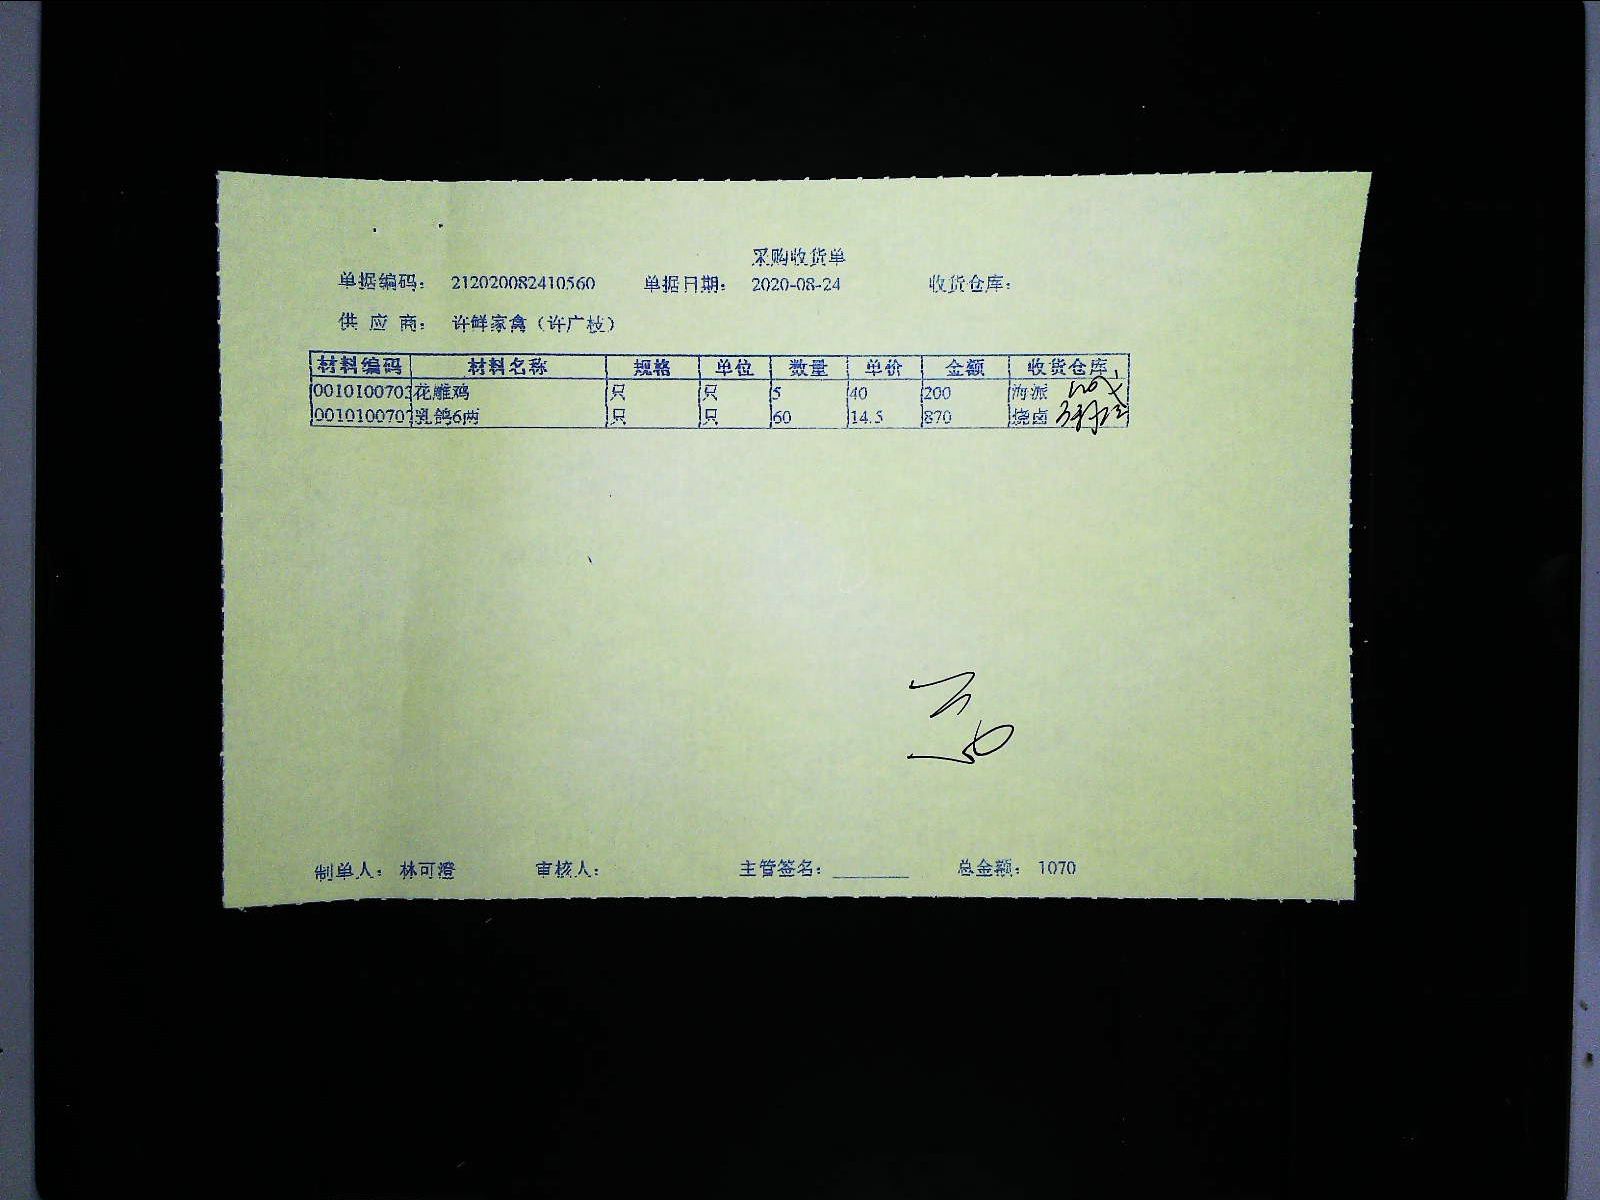 采购收货单
单据编码： 212020082410560 单据日期： 2020-08-24 收货仓库：
供 应 商： 许鲜家禽（许广枝）
材料编码 材料名称 规格 单位 数量 单价 金额 收货仓库
0010100703 花雕鸡 只 只 5 40 200 海派
0010100707 乳鸽6两 只 只 60 14.5 870 烧卤
制单人： 林可澄 审核人： 主管签名： 总金额： 1070